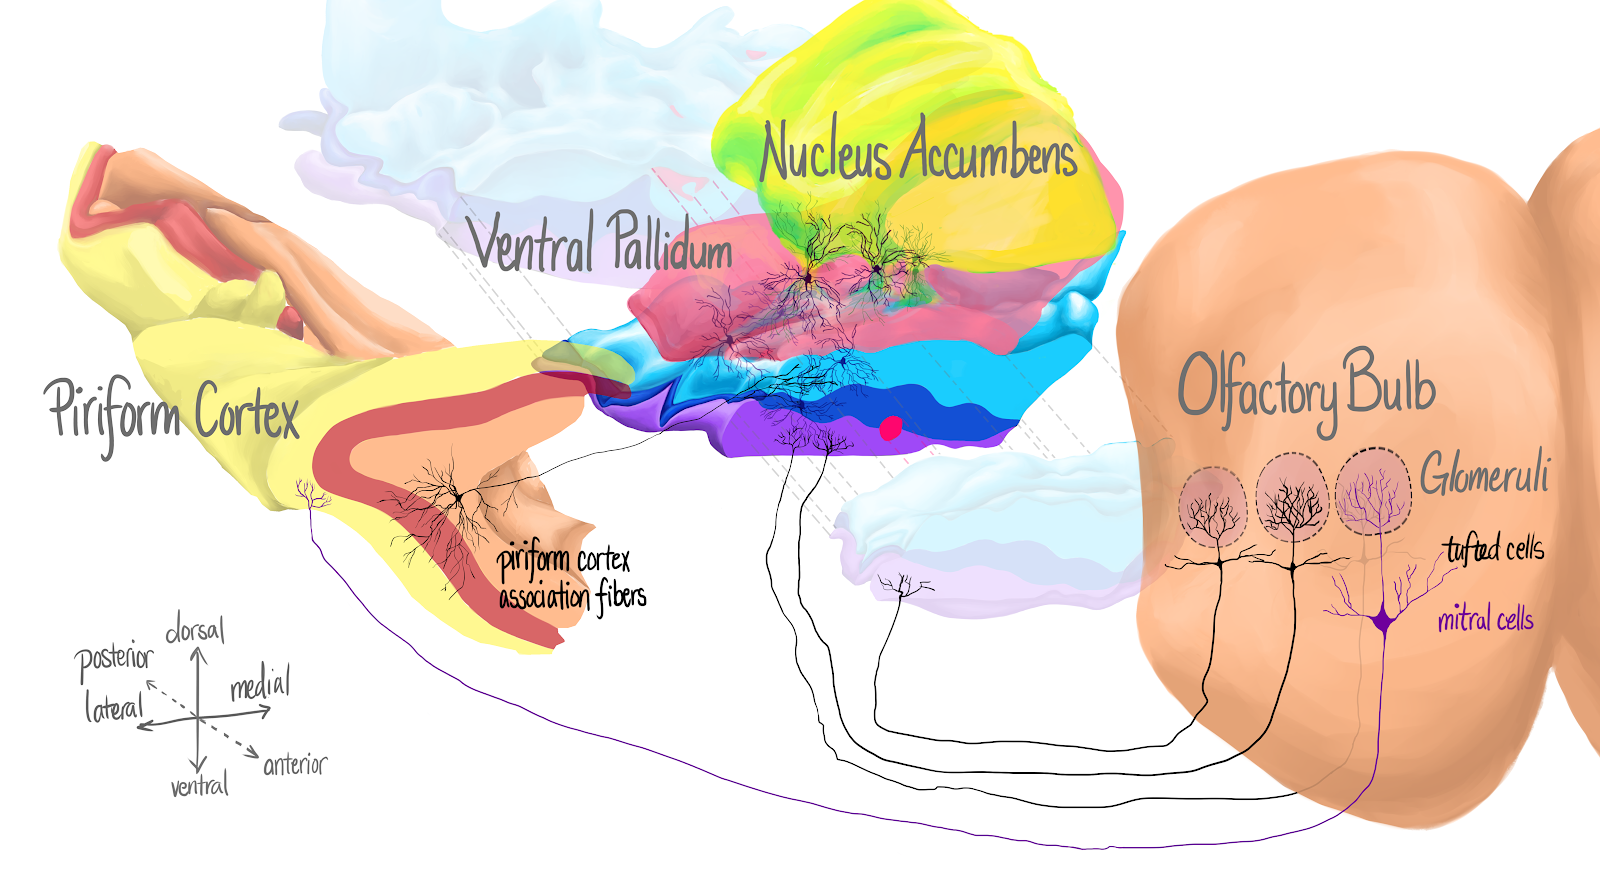 Nucleus Accumbens
Ventral Pallidum
Olfactory Bulb
Piriform Cortex
Glomeruli
tufted cells
piriform cortex
association fibers
mitral cells
dorsal
posterior
medial
lateral
anterior
ventral